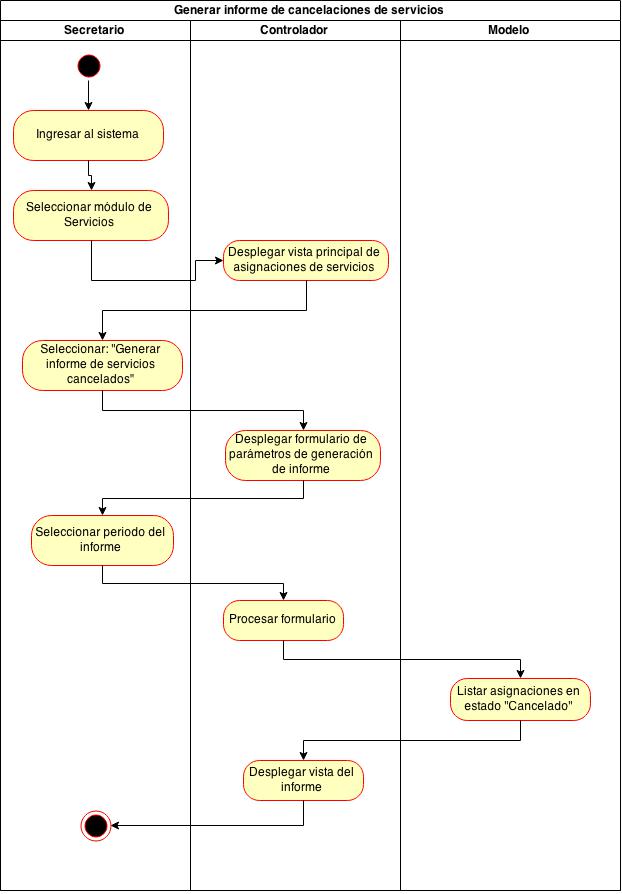 Generar informe de cancelaciones de servicios
Secretario
Controlador
Modelo
Ingresar al sistema
Seleccionar módulo de
Servicios
Desplegar vista principal de
asignaciones de servicios
Seleccionar: "Generar
informe de servicios
cancelados"
Desplegar formulario de
parámetros de generación
de informe
Seleccionar periodo del
informe
Procesar formulario
Listar asignaciones en
estado "Cancelado"
Desplegar vista del
informe